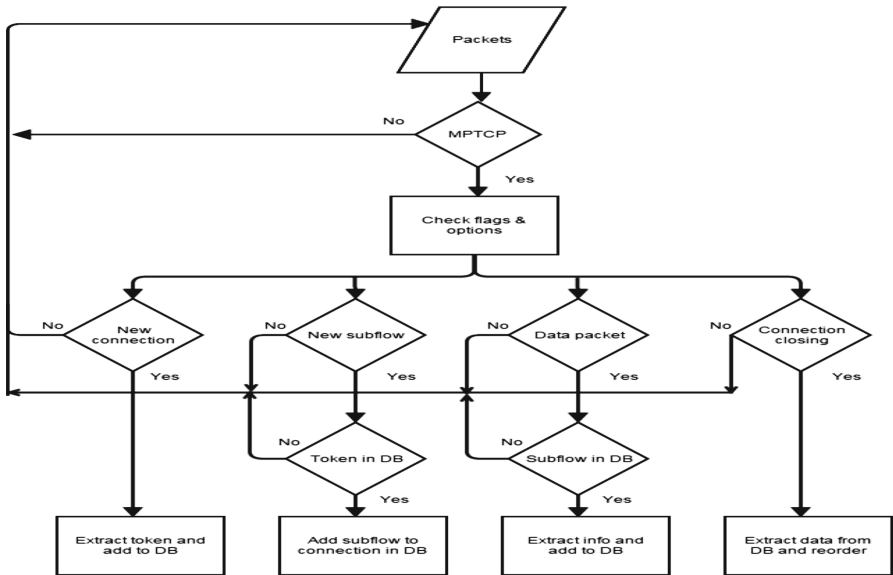 Packets
No
MPTCP
Yes
Check flags &
options
No
New
connection
No
New subflow
No
Data packet
No
Connection
closing
Yes
Yes
Yes
Yes
No
Token in DB
No
Subflow in DB
Yes
Yes
Extract token and
add to DB
Add subflow to
connection in DB
Extract info and
add to DB
Extract data from
DB and reorder